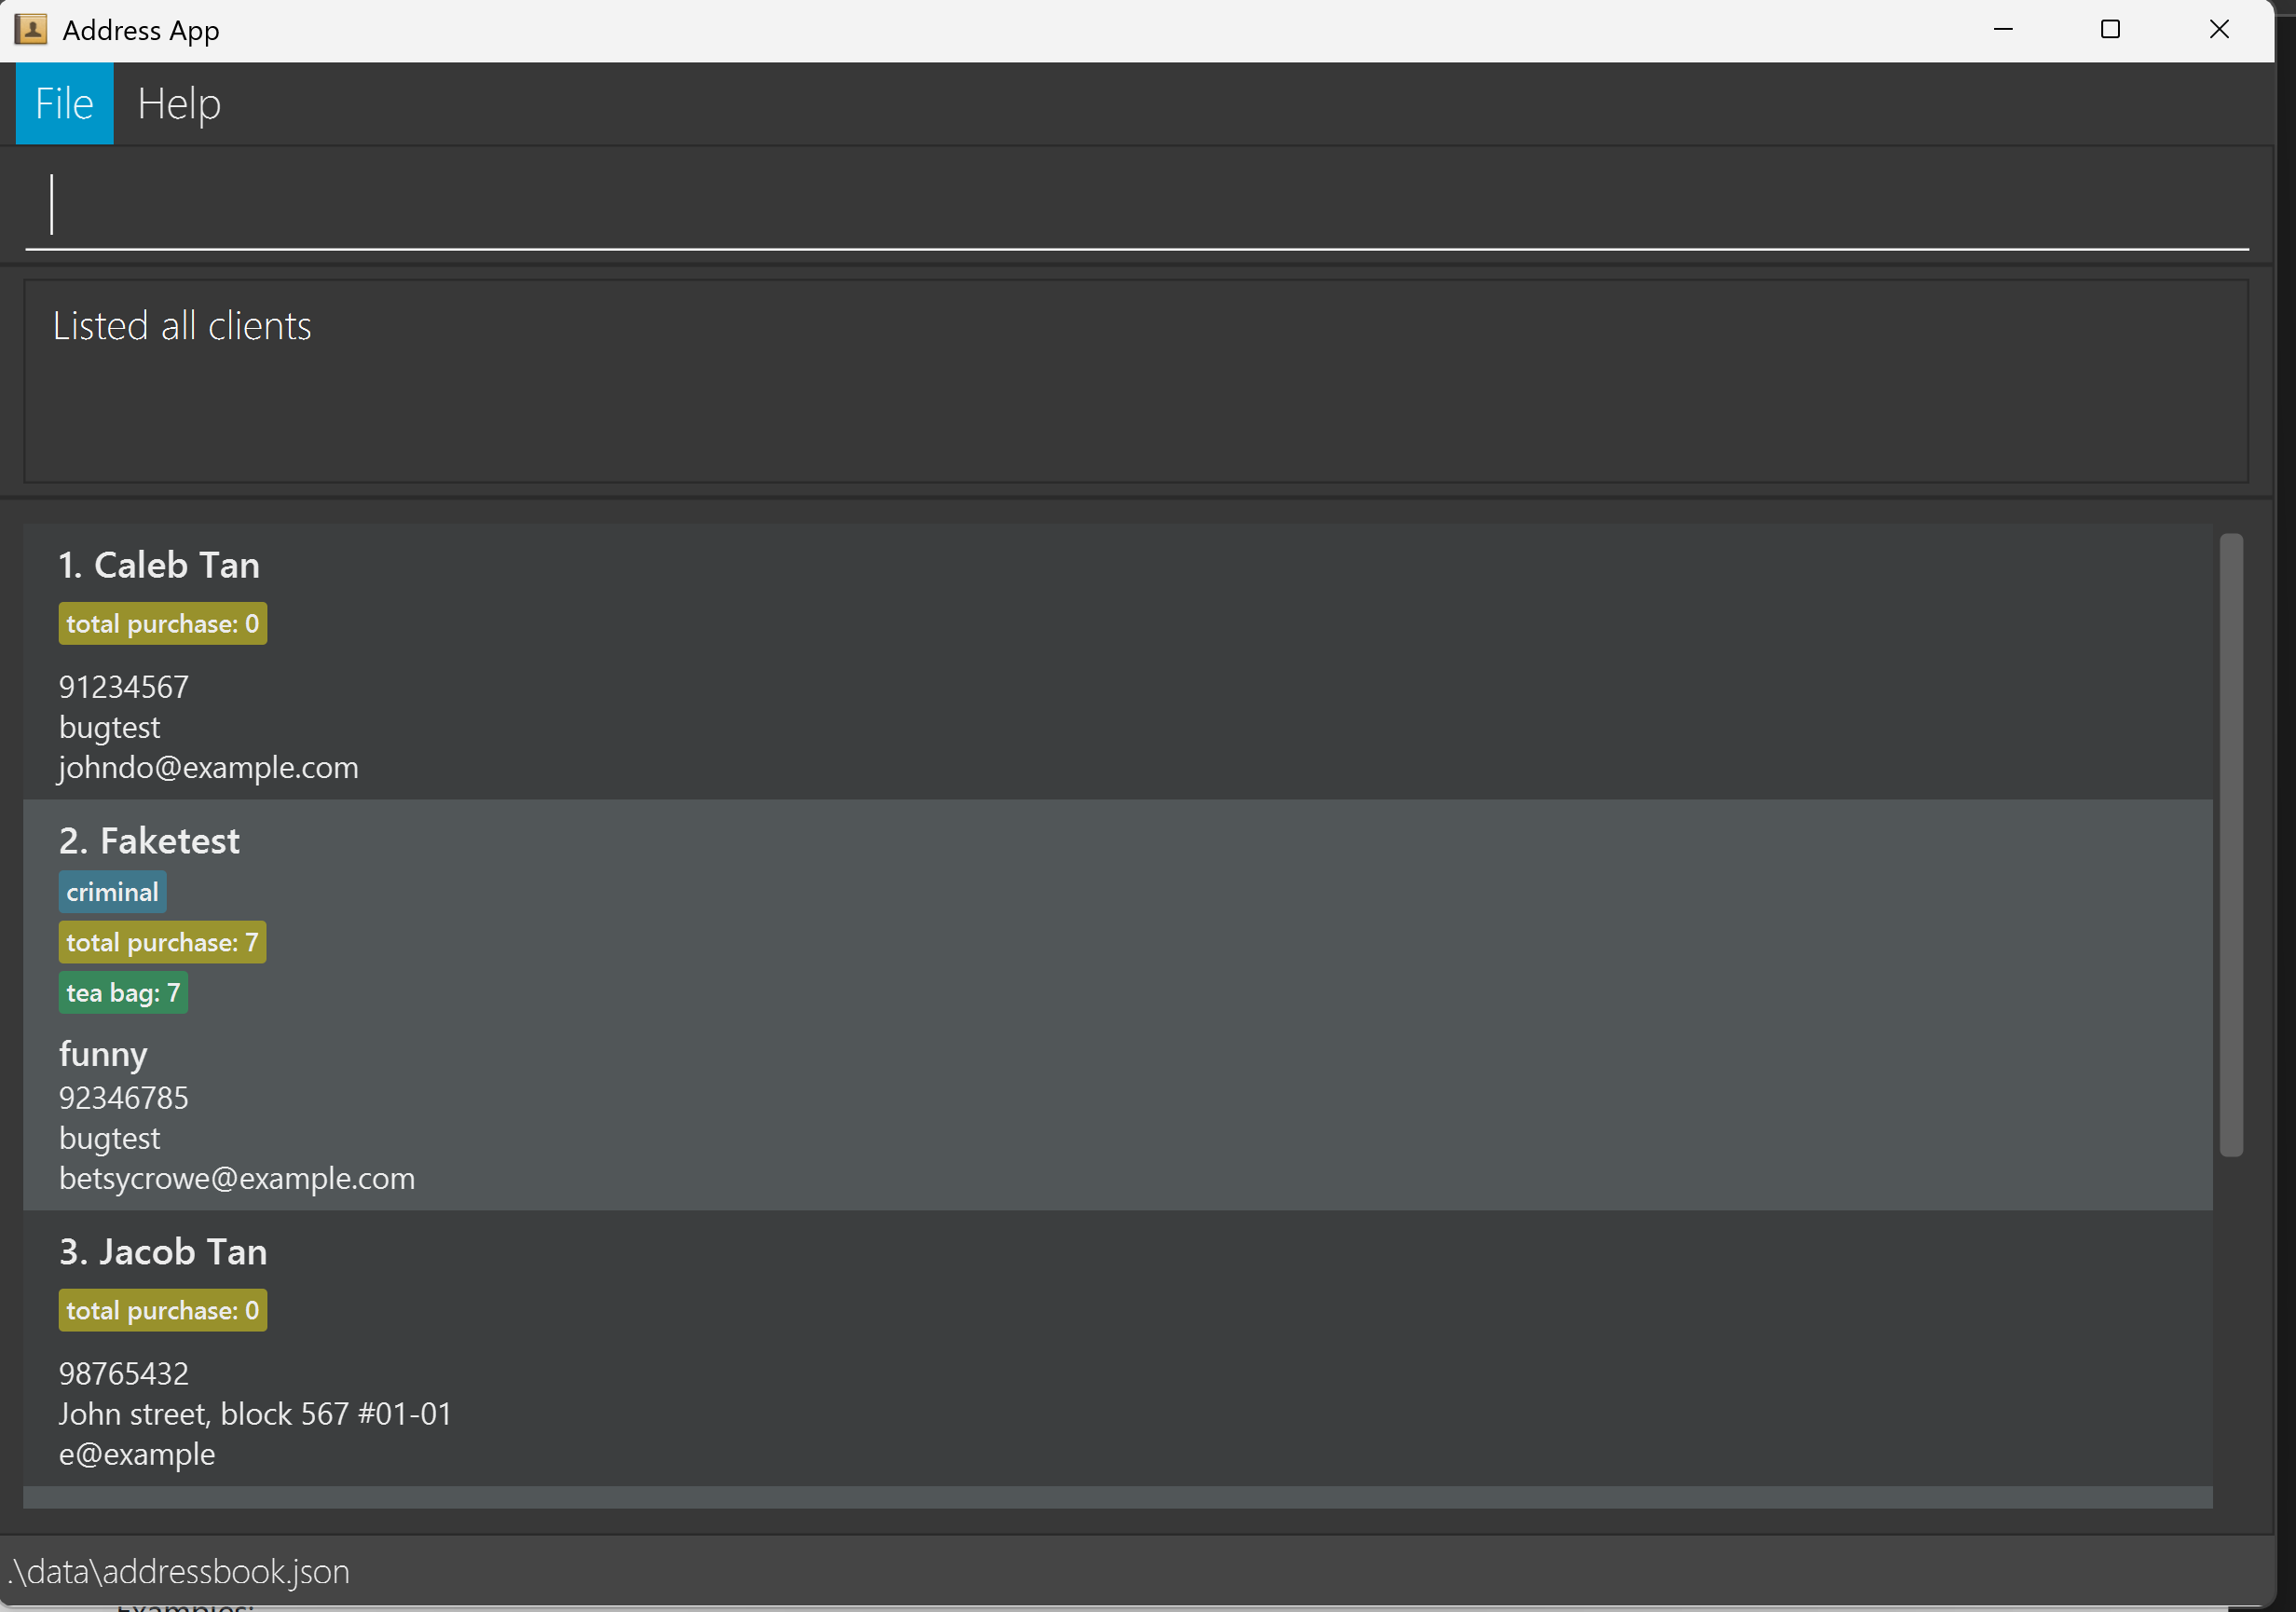 Address App
File Help
Listed all clients
1. Caleb Tan
total purchase: 0
91234567
bugtest
johndo@example.com
2. Faketest
criminal
total purchase: 7
tea bag: 7
funny
92346785
bugtest
betsycrowe@example.com
3. Jacob Tan
total purchase: 0
98765432
John street, block 567 #01-01
e@example
.\data\addressbook.json
Examples: